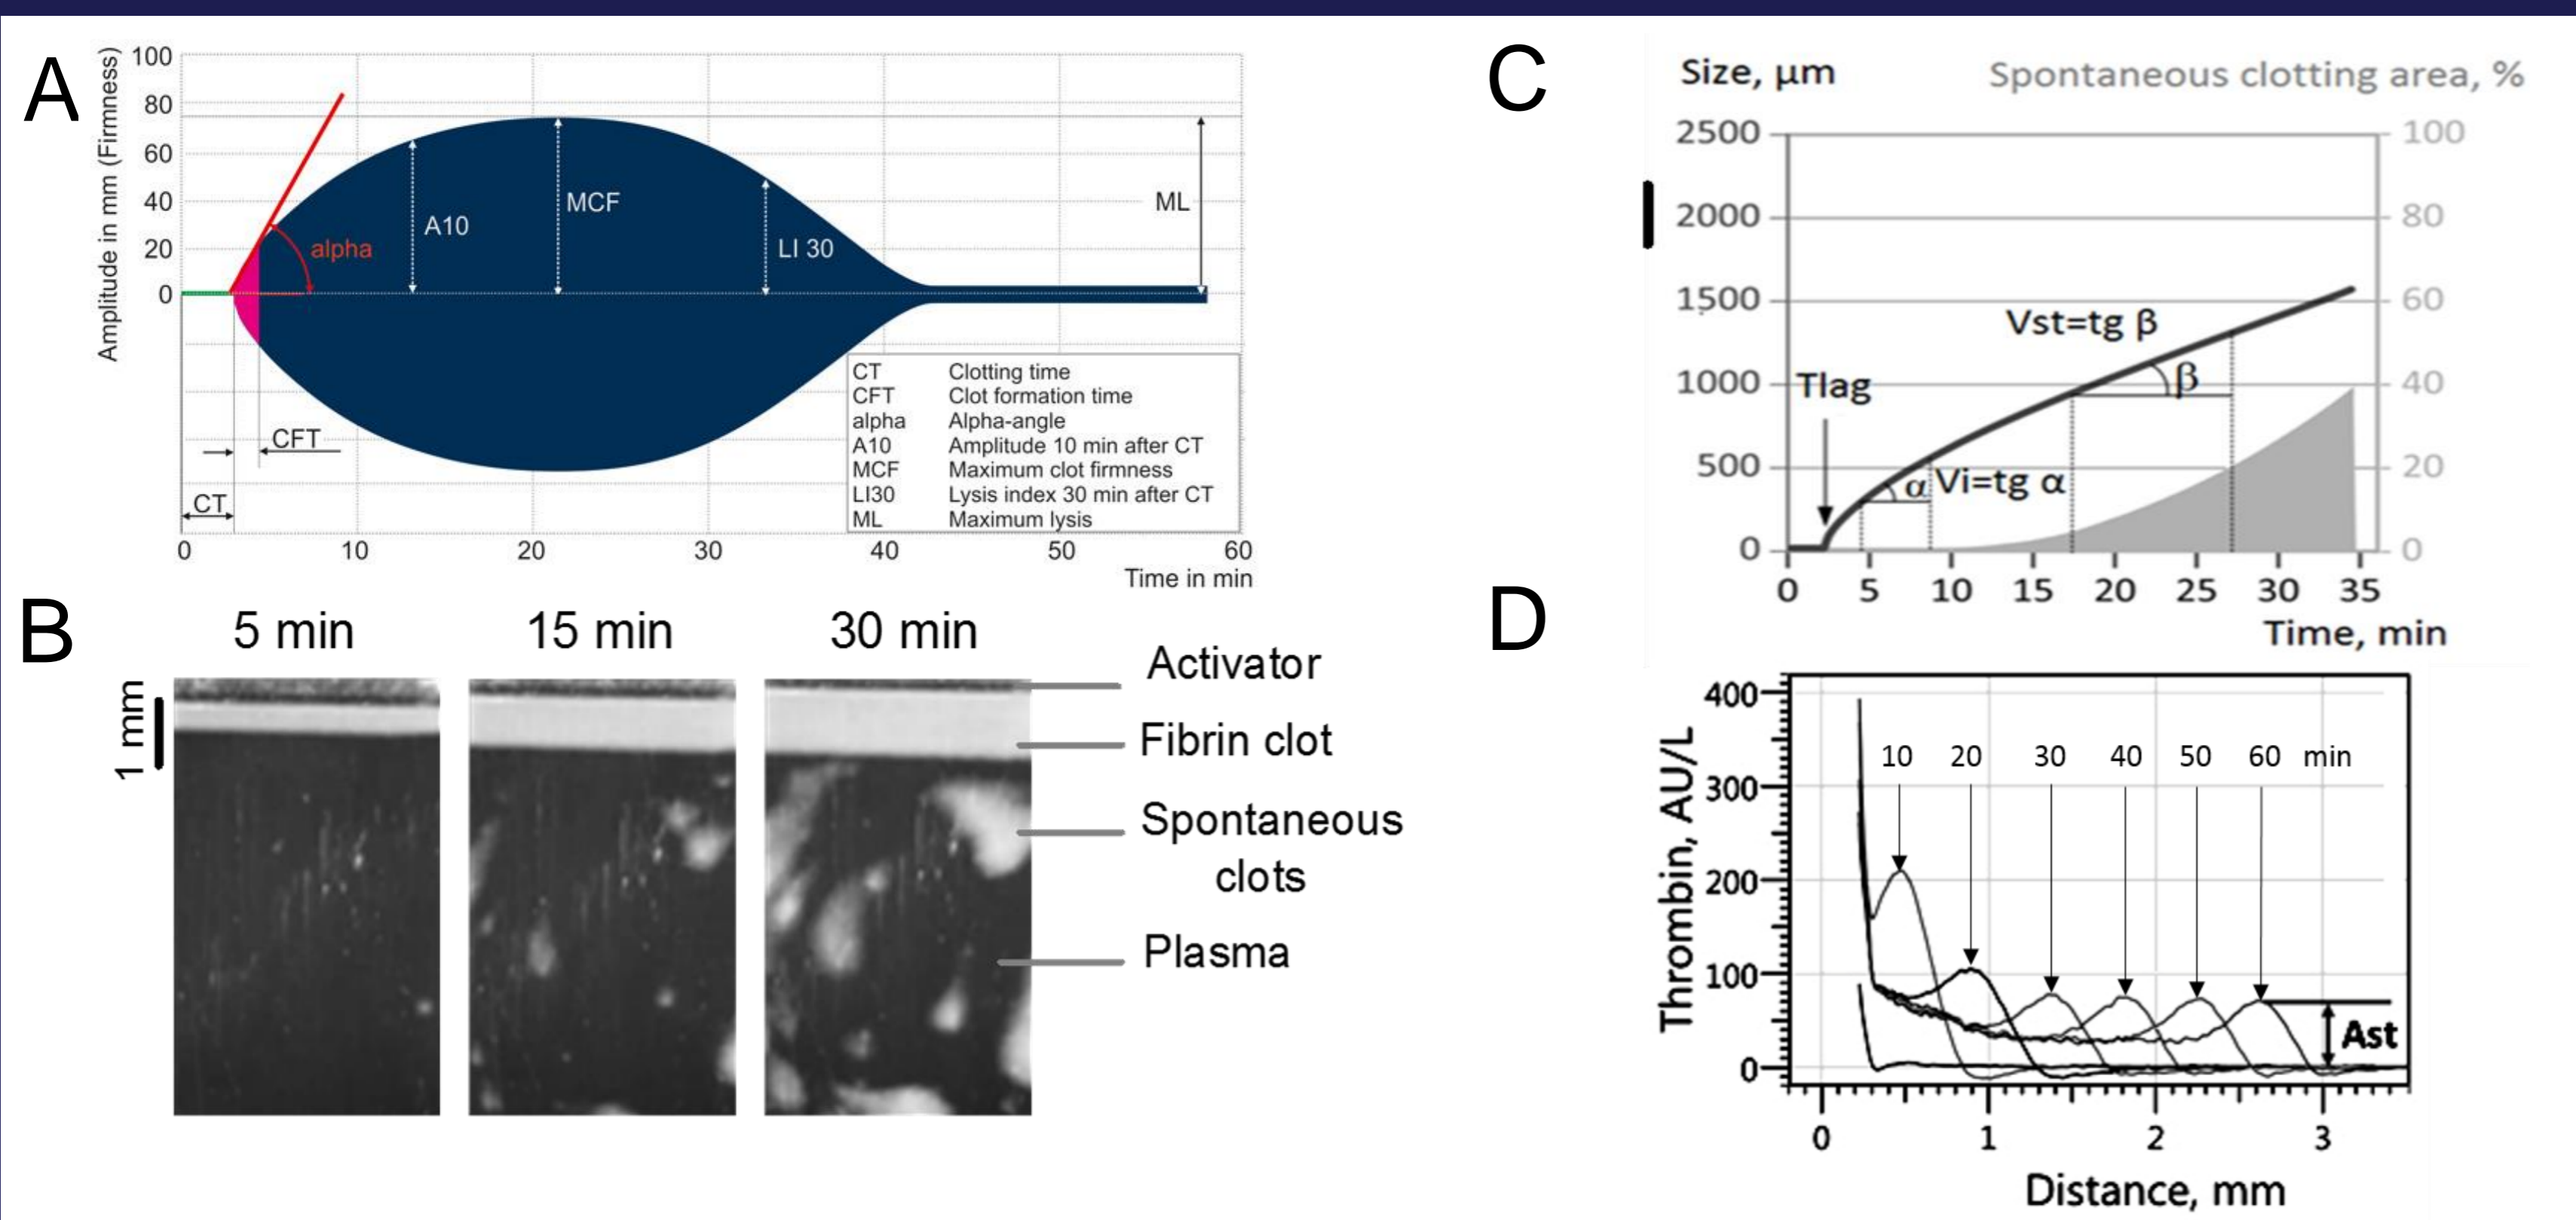 A
Amplitude in mm (Firmness)
100
80
60
40
20
0
alpha
A10
MCF
LI 30
ML
CFT
CT
CT Clotting time
CFT Clot formation time
alpha Alpha-angle
A10 Amplitude 10 min after CT
MCF Maximum clot firmness
LI30 Lysis index 30 min after CT
ML Maximum lysis
0 10 20 30 40 50 60
Time in min
B
5 min 15 min 30 min
1 mm
Activator
Fibrin clot
Spontaneous
clots
Plasma
C
Size, µm Spontaneous clotting area, %
2500 100
2000 80
1500 60
1000 40
500 20
0 0
Vst=tg β
β
Tlag
α Vi=tg α
0 5 10 15 20 25 30 35
Time, min
D
Thrombin, AU/L
400
300
200
100
0
10 20 30 40 50 60 min
Ast
0 1 2 3
Distance, mm